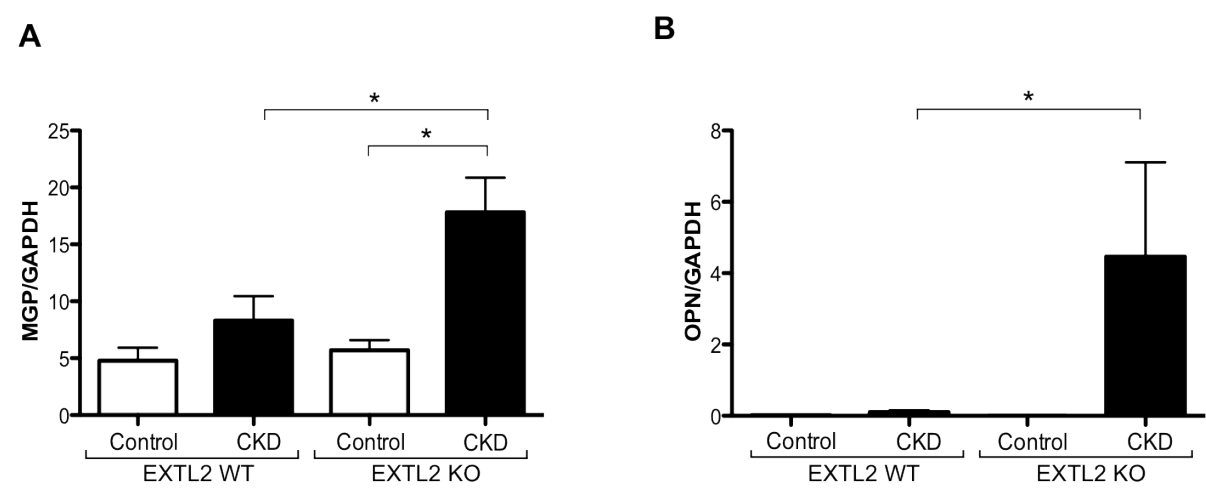 A
*
*
MGP/GAPDH
25
20
15
10
5
0
Control CKD Control CKD
EXTL2 WT EXTL2 KO
B
*
OPN/GAPDH
8
6
4
2
0
Control CKD Control CKD
EXTL2 WT EXTL2 KO